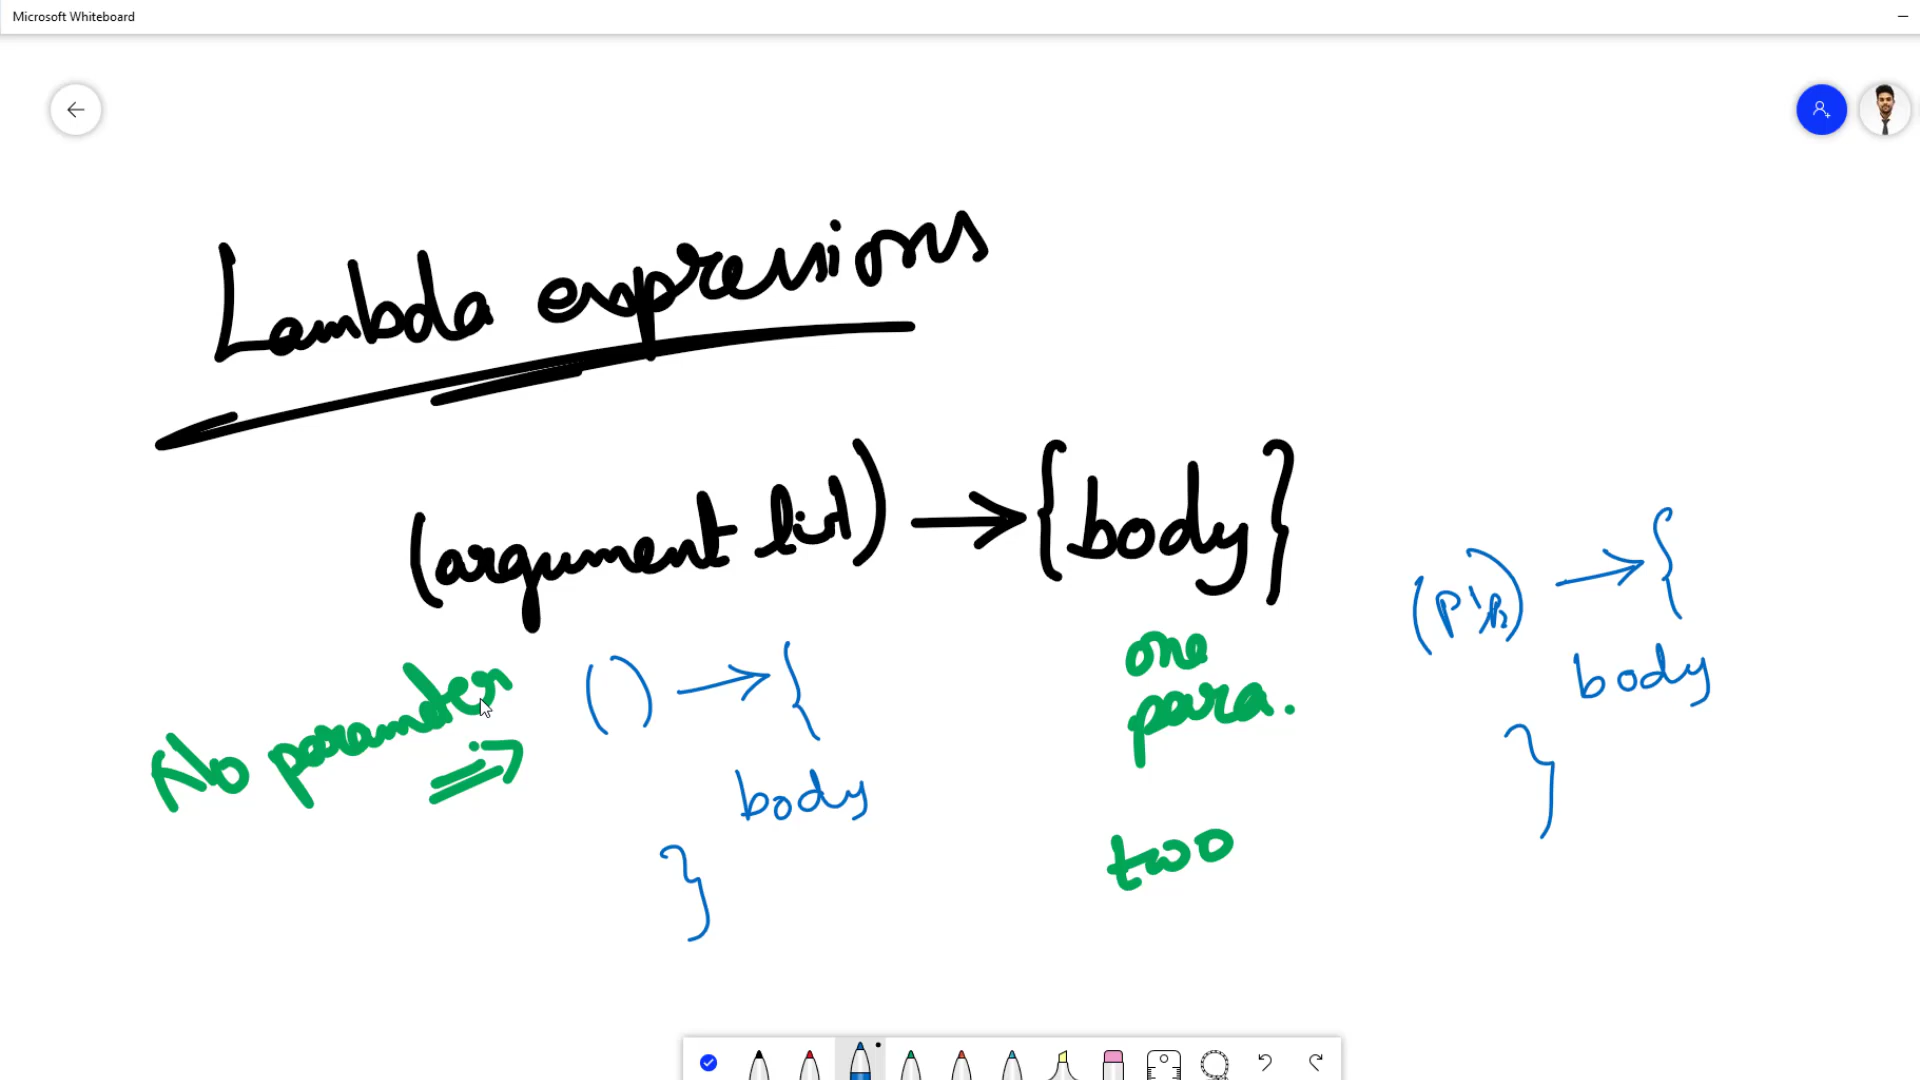 Microsoft Whiteboard
Lambda expressions
(argument list) → {body}
No parameter ⇒
() → {
body
}
one
para.
two
(p1,p2) → {
body
}